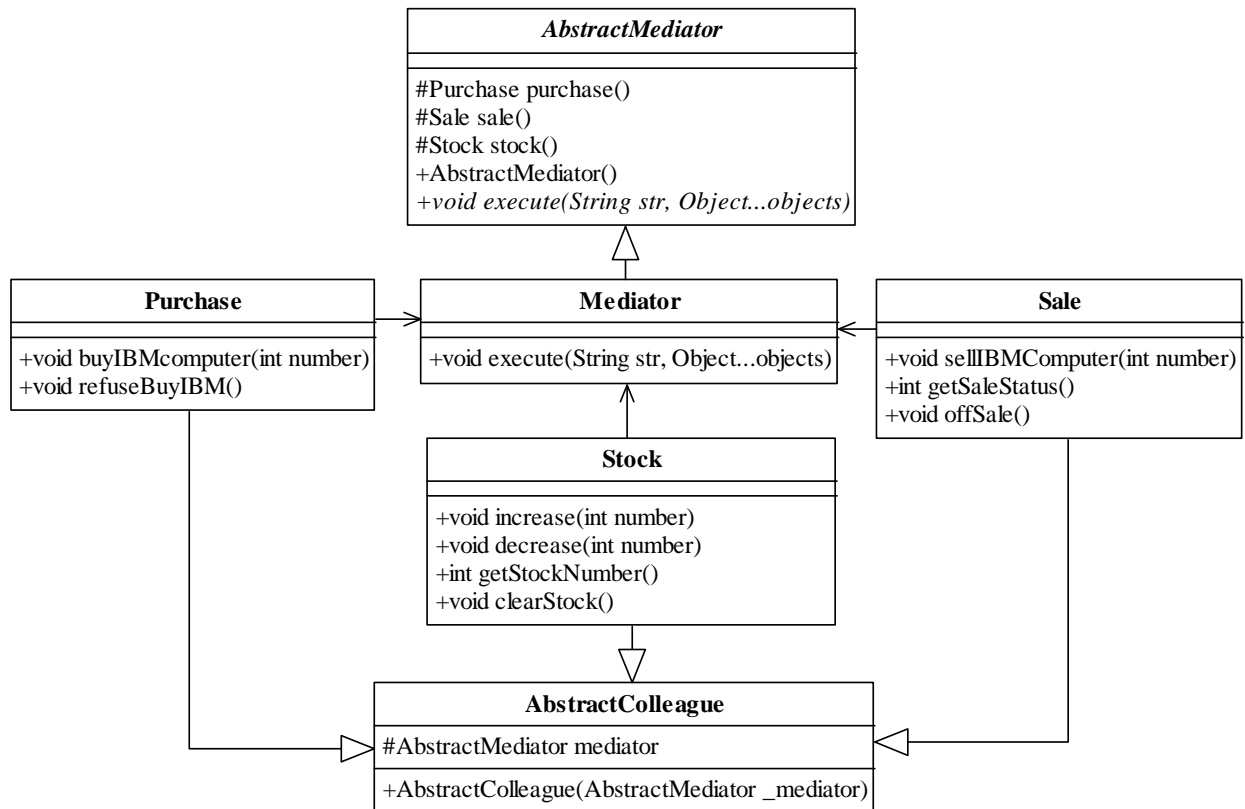 AbstractMediator
#Purchase purchase()
#Sale sale()
#Stock stock()
+AbstractMediator()
+void execute(String str, Object...objects)
Purchase
+void buyIBMcomputer(int number)
+void refuseBuyIBM()
Mediator
+void execute(String str, Object...objects)
Sale
+void sellIBMComputer(int number)
+int getSaleStatus()
+void offSale()
Stock
+void increase(int number)
+void decrease(int number)
+int getStockNumber()
+void clearStock()
AbstractColleague
#AbstractMediator mediator
+AbstractColleague(AbstractMediator _mediator)